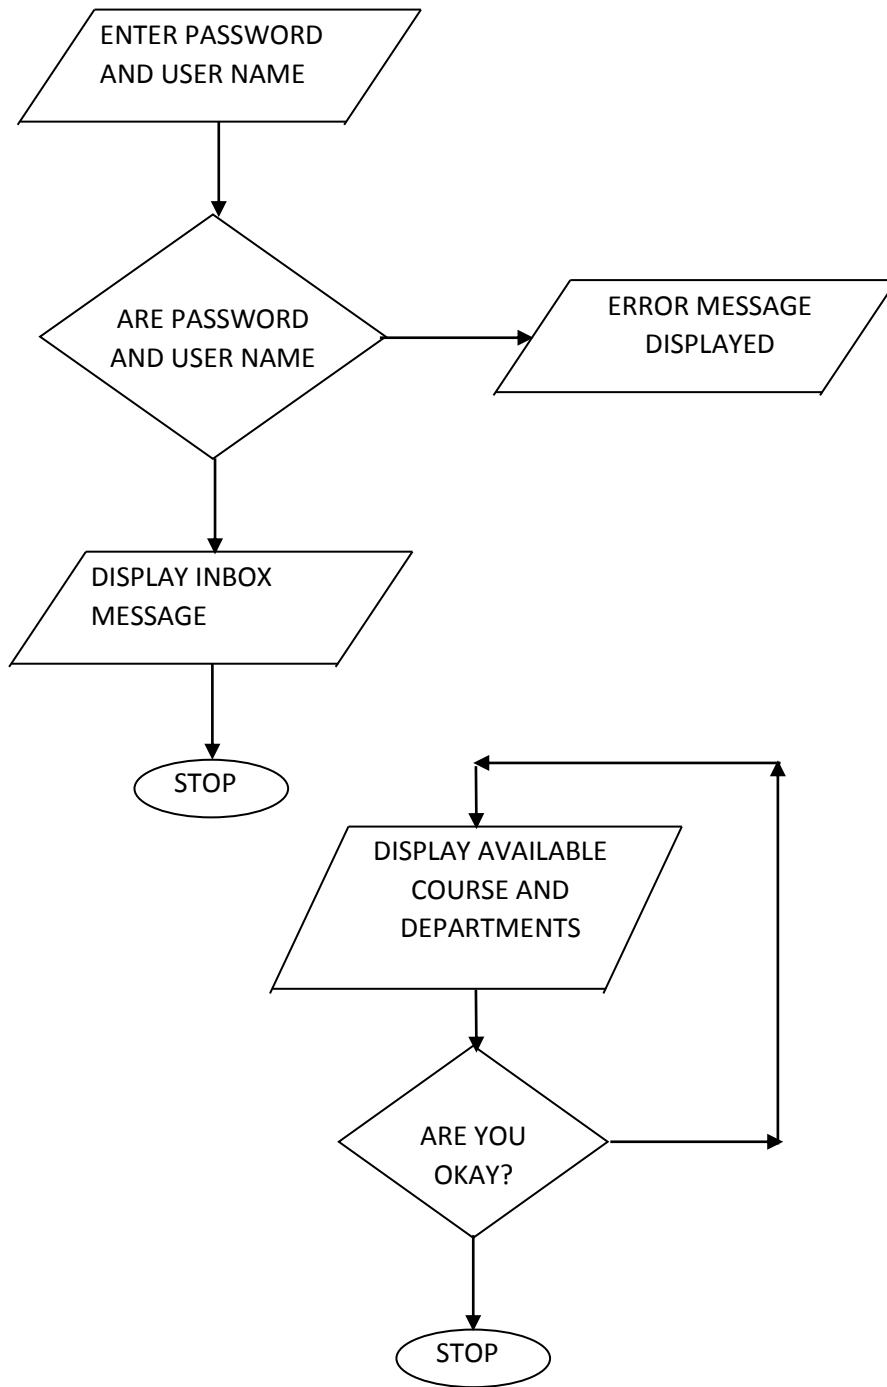 ENTER PASSWORD
AND USER NAME
ARE PASSWORD
AND USER NAME
ERROR MESSAGE
DISPLAYED
DISPLAY INBOX
MESSAGE
STOP
DISPLAY AVAILABLE
COURSE AND
DEPARTMENTS
ARE YOU
OKAY?
STOP